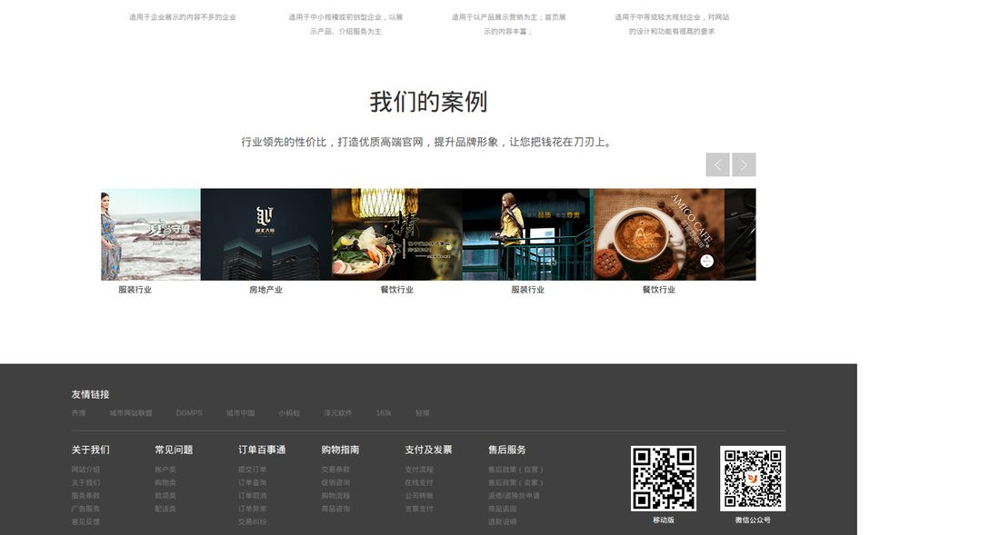 适用于企业展示的内容不多的企业
适用于中小规模或初创型企业，以展
示产品、介绍服务为主
适用于以产品展示营销为主；首页展
示的内容丰富；
适用于中等或较大规划企业，对网站
的设计和功能有很高的要求
我们的案例
行业领先的性价比，打造优质高端官网，提升品牌形象，让您把钱花在刀刃上。
夏当守望
品质 尊贵
AMICO CAFE
服装行业
房地产业
餐饮行业
服装行业
餐饮行业
友情链接
齐博 城市网站联盟 DGMPS 城市中国 小蚂蚁 泽元软件 163k 轻媒
关于我们
网站介绍
关于我们
服务条款
广告服务
意见反馈
常见问题
账户类
购物类
款项类
配送类
订单百事通
提交订单
订单查询
订单取消
订单异常
交易纠纷
购物指南
交易条款
促销咨询
购物流程
商品咨询
支付及发票
支付流程
在线支付
公司转账
支票支付
售后服务
售后政策（自营）
售后政策（卖家）
返修/退换货申请
商品返回
退款说明
移动版
微信公众号